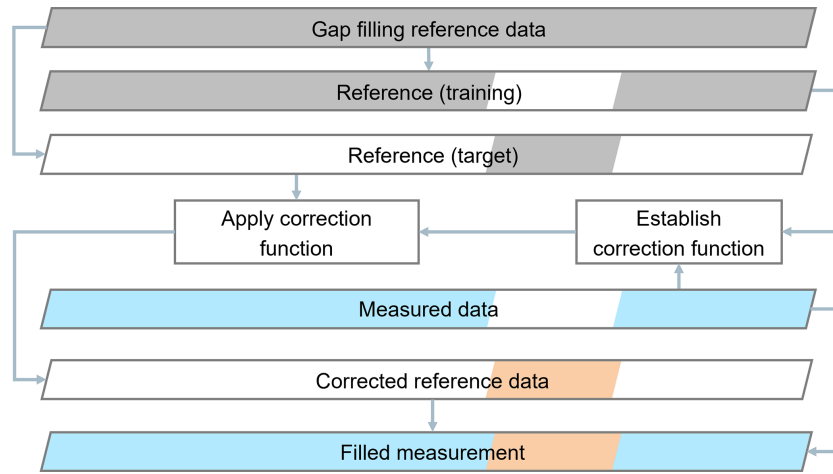 Gap filling reference data
Reference (training)
Reference (target)
Apply correction
function
Establish
correction function
Measured data
Corrected reference data
Filled measurement